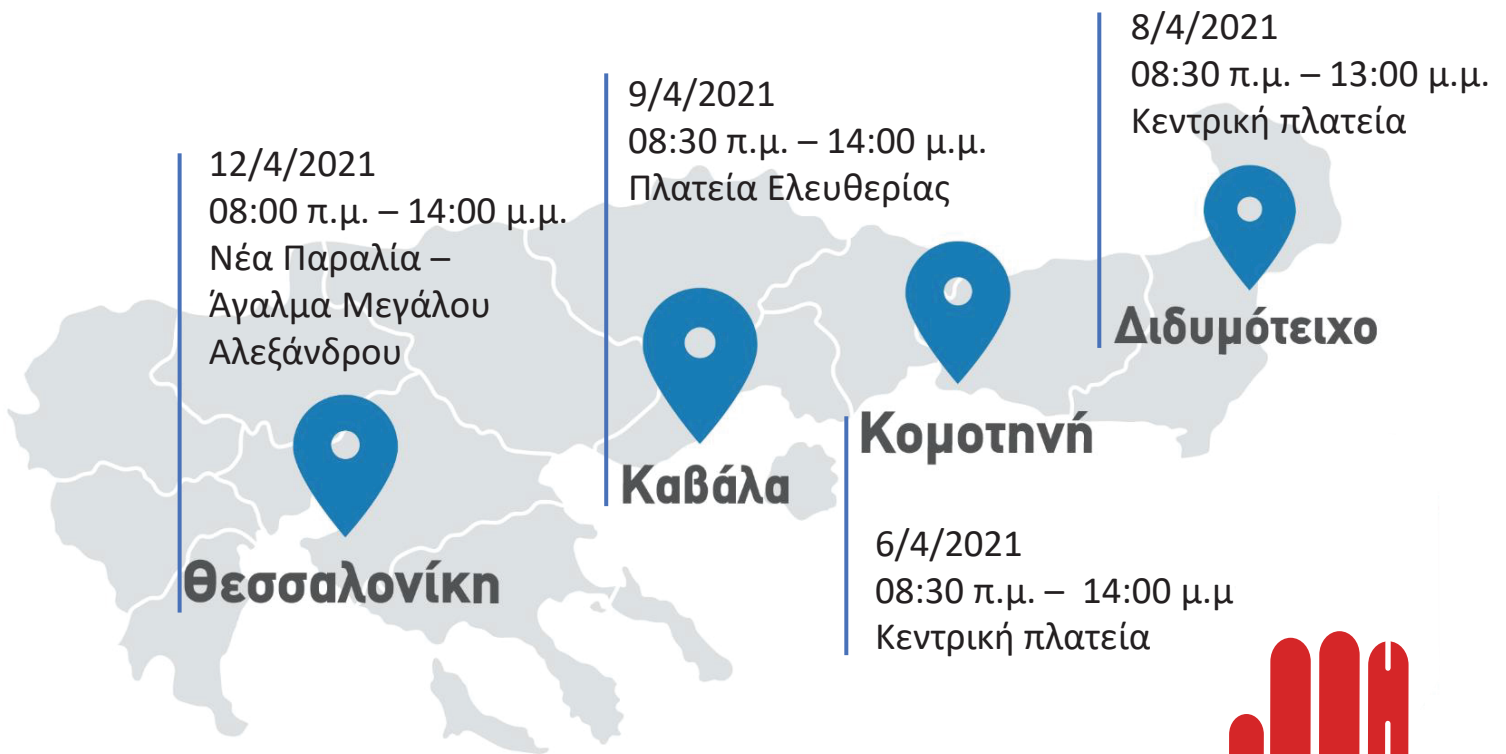 8/4/2021
08:30 π.μ. – 13:00 μ.μ.
Κεντρική πλατεία
Διδυμότειχο
9/4/2021
08:30 π.μ. – 14:00 μ.μ.
Πλατεία Ελευθερίας
Καβάλα
12/4/2021
08:00 π.μ. – 14:00 μ.μ.
Νέα Παραλία –
Άγαλμα Μεγάλου
Αλεξάνδρου
Θεσσαλονίκη
Κομοτηνή
6/4/2021
08:30 π.μ. –  14:00 μ.μ
Κεντρική πλατεία